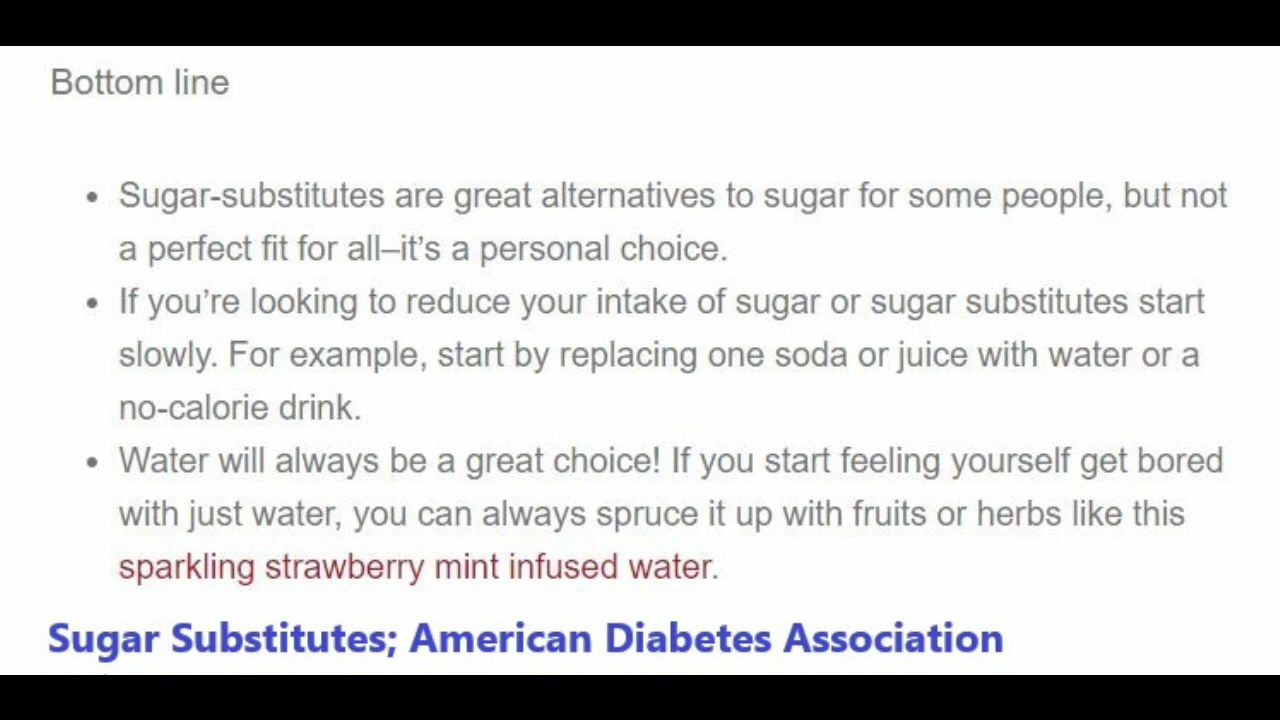 Bottom line
• Sugar-substitutes are great alternatives to sugar for some people, but not
a perfect fit for all–it’s a personal choice.
• If you’re looking to reduce your intake of sugar or sugar substitutes start
slowly. For example, start by replacing one soda or juice with water or a
no-calorie drink.
• Water will always be a great choice! If you start feeling yourself get bored
with just water, you can always spruce it up with fruits or herbs like this
sparkling strawberry mint infused water.
Sugar Substitutes; American Diabetes Association